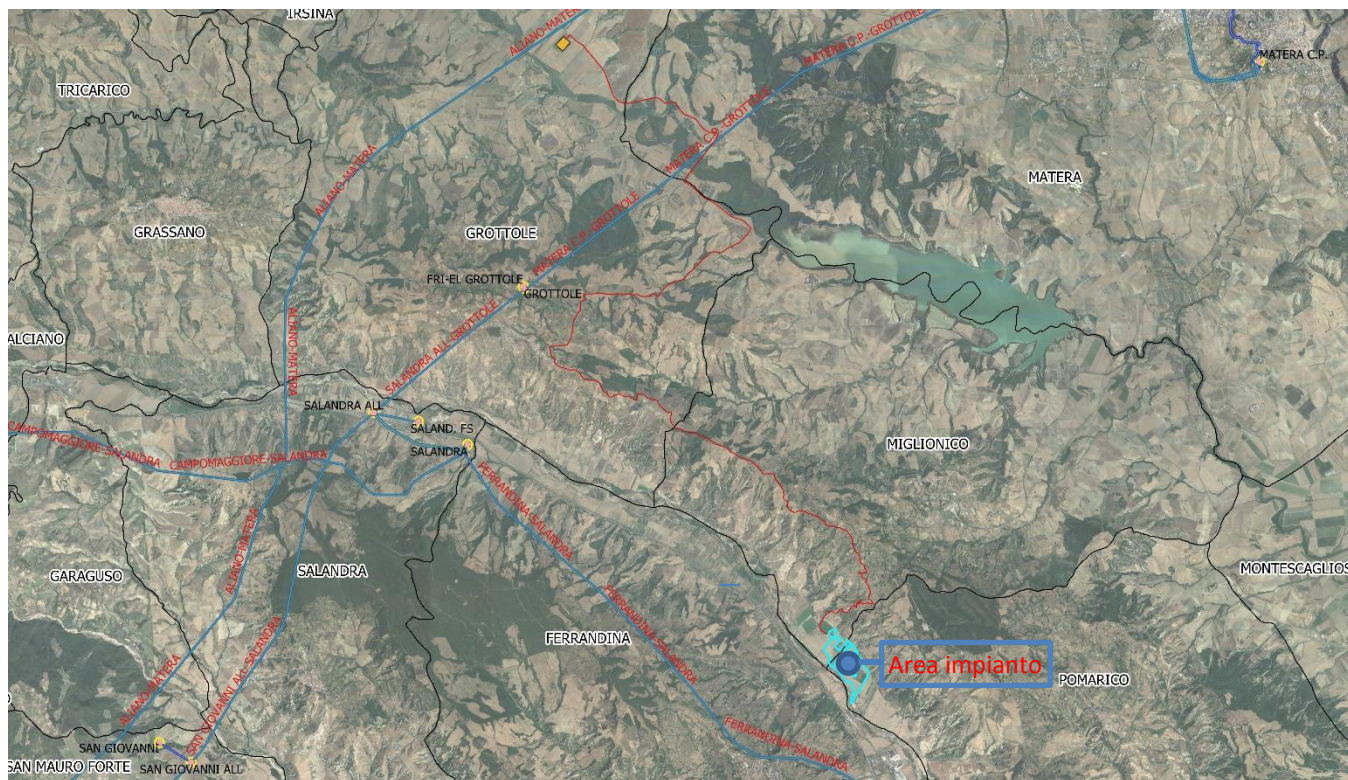 IRSINA
ALIANO-MATER
MATERA C.P.-GROTTOLE
MATERA C.P.
TRICARICO
MATERA C.P.-GROTTOLE
ALIANO-MATERA
MATERA C.P.-GROTTOLE
MATERA
GRASSANO
GROTTOLE
MATERA C.P.-GROTTOLE
FRI-EL GROTTOLE
GROTTOLE
ALCIANO
ALIANO-MATERA
SALANDRA ALL-GROTTOLE
SALANDRA ALL
SALAND. FS
SALANDRA
MIGLIONICO
CAMPOMAGGIORE-SALANDRA
CAMPOMAGGIORE-SALANDRA
FERRANDINA-SALANDRA
ALIANO-MATERA
GARAGUSO
SALANDRA
MONTESCAGLIOS
FERRANDINA-SALANDRA
FERRANDINA
SAN GIOVANNI ALL-SALANDRA
Area impianto
POMARICO
ALIANO-MATERA
FERRANDINA-SALANDRA
SAN GIOVANNI
SAN MAURO FORTE
SAN GIOVANNI ALL